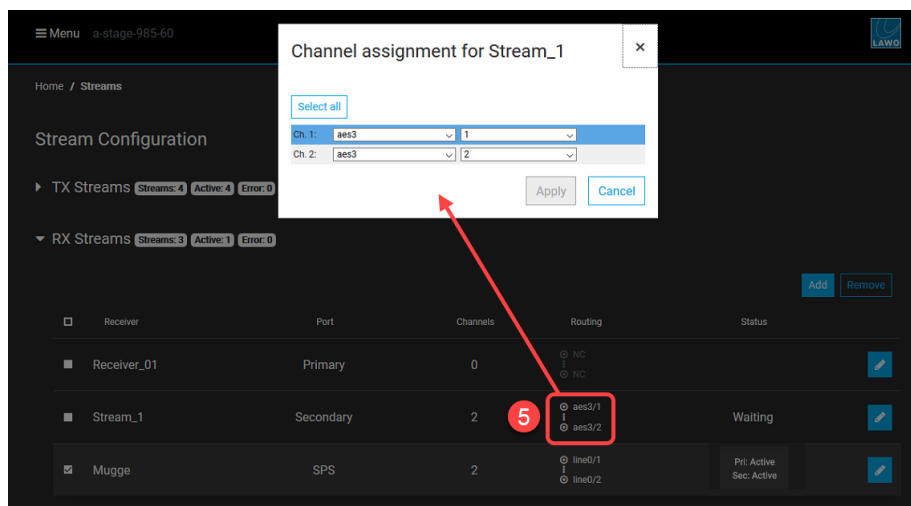 Menu a-stage-985-60
LAWO
Channel assignment for Stream_1 ×
Select all
Ch. 1: aes3 1
Ch. 2: aes3 2
Apply Cancel
Home / Streams
Stream Configuration
TX Streams Streams: 4 Active: 4 Error: 0
RX Streams Streams: 3 Active: 1 Error: 0
Add Remove
Receiver Port Channels Routing Status
Receiver_01 Primary 0 NC
NC
Stream_1 Secondary 2 5 aes3/1 Waiting
aes3/2
Mugge SPS 2 line0/1 Pri: Active
line0/2 Sec: Active